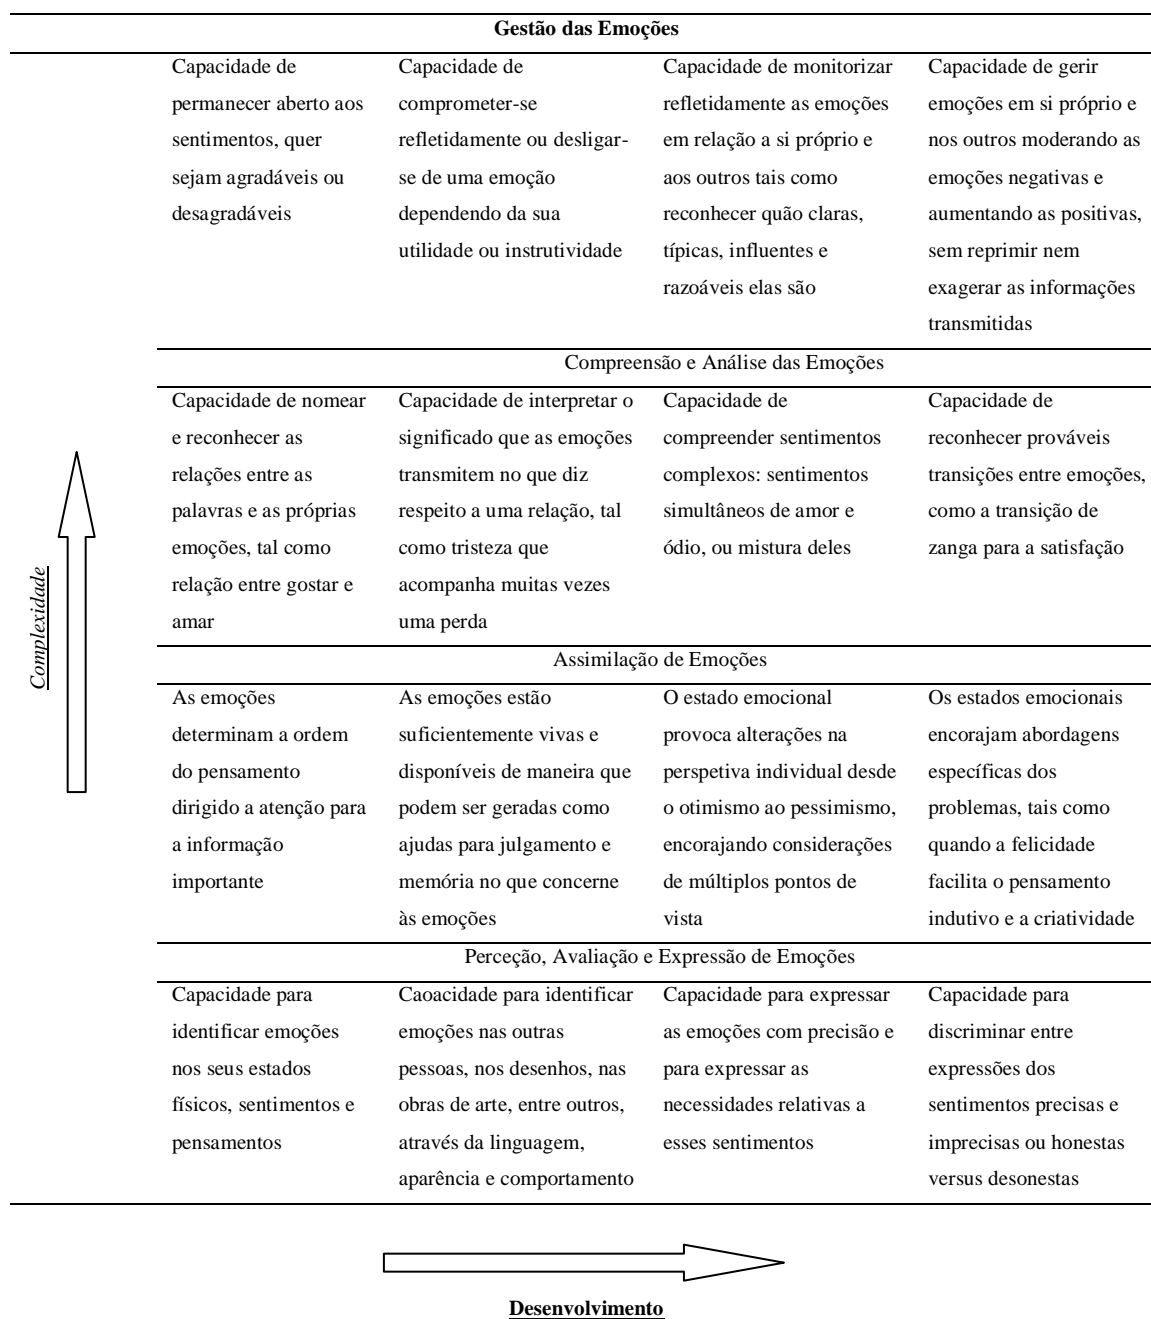 Gestão das Emoções
Capacidade de
permanecer aberto aos
sentimentos, quer
sejam agradáveis ou
desagradáveis
Capacidade de
comprometer-se
refletidamente ou desligar-
se de uma emoção
dependendo da sua
utilidade ou instrutividade
Capacidade de monitorizar
refletidamente as emoções
em relação a si próprio e
aos outros tais como
reconhecer quão claras,
típicas, influentes e
razoáveis elas são
Capacidade de gerir
emoções em si próprio e
nos outros moderando as
emoções negativas e
aumentando as positivas,
sem reprimir nem
exagerar as informações
transmitidas
Compreensão e Análise das Emoções
Capacidade de nomear
e reconhecer as
relações entre as
palavras e as próprias
emoções, tal como
relação entre gostar e
amar
Capacidade de interpretar o
significado que as emoções
transmitem no que diz
respeito a uma relação, tal
como tristeza que
acompanha muitas vezes
uma perda
Capacidade de
compreender sentimentos
complexos: sentimentos
simultâneos de amor e
ódio, ou mistura deles
Capacidade de
reconhecer prováveis
transições entre emoções,
como a transição de
zanga para a satisfação
Complexidade
Assimilação de Emoções
As emoções
determinam a ordem
do pensamento
dirigido a atenção para
a informação
importante
As emoções estão
suficientemente vivas e
disponíveis de maneira que
podem ser geradas como
ajudas para julgamento e
memória no que concerne
às emoções
O estado emocional
provoca alterações na
perspetiva individual desde
o otimismo ao pessimismo,
encorajando considerações
de múltiplos pontos de
vista
Os estados emocionais
encorajam abordagens
específicas dos
problemas, tais como
quando a felicidade
facilita o pensamento
indutivo e a criatividade
Perceção, Avaliação e Expressão de Emoções
Capacidade para
identificar emoções
nos seus estados
físicos, sentimentos e
pensamentos
Caoacidade para identificar
emoções nas outras
pessoas, nos desenhos, nas
obras de arte, entre outros,
através da linguagem,
aparência e comportamento
Capacidade para expressar
as emoções com precisão e
para expressar as
necessidades relativas a
esses sentimentos
Capacidade para
discriminar entre
expressões dos
sentimentos precisas e
imprecisas ou honestas
versus desonestas
Desenvolvimento